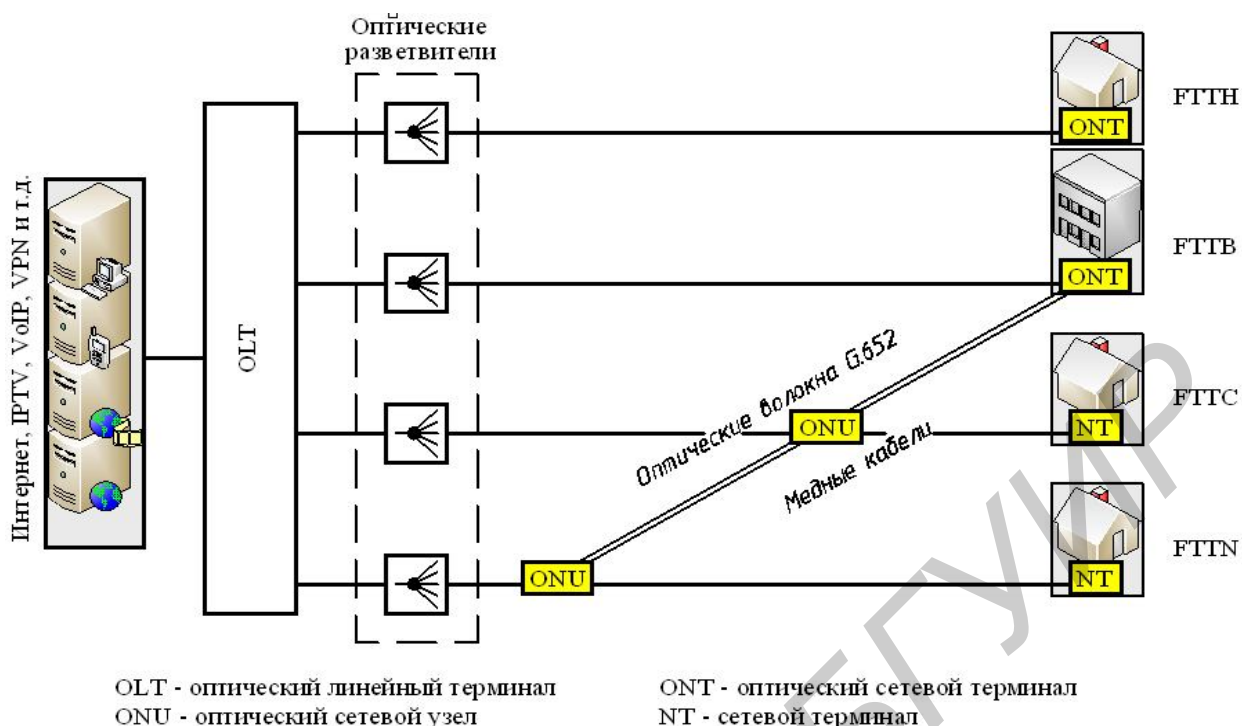 Оптические
разветвители
FTTH
ONT
Интернет, IPTV, VoIP, VPN и т.д.
FTTB
ONT
OLT
Оптические волокна G.652
FTTC
ONU
NT
Медные кабели
FTTN
ONU
NT
БГУИР
OLT - оптический линейный терминал
ONT - оптический сетевой терминал
ONU - оптический сетевой узел
NT - сетевой терминал